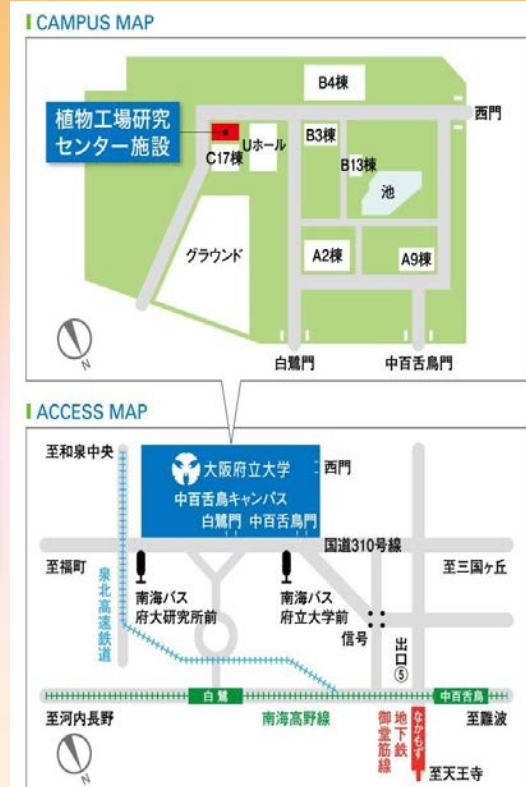 CAMPUS MAP
B4棟
西門
植物工場研究
センター施設
Uホール
B3棟
C17棟
B13棟
池
グラウンド
A2棟
A9棟
N
白鷺門
中百舌鳥門
ACCESS MAP
至和泉中央
大阪府立大学
西門
中百舌鳥キャンパス
白鷺門 中百舌鳥門
国道310号線
至福町
至三国ヶ丘
泉北高速鉄道
南海バス
府大研究所前
南海バス
府立大学前
信号
出口⑤
白鷺
中百舌鳥
至河内長野
南海高野線
地下鉄
御堂筋線
なかもず
至難波
N
至天王寺